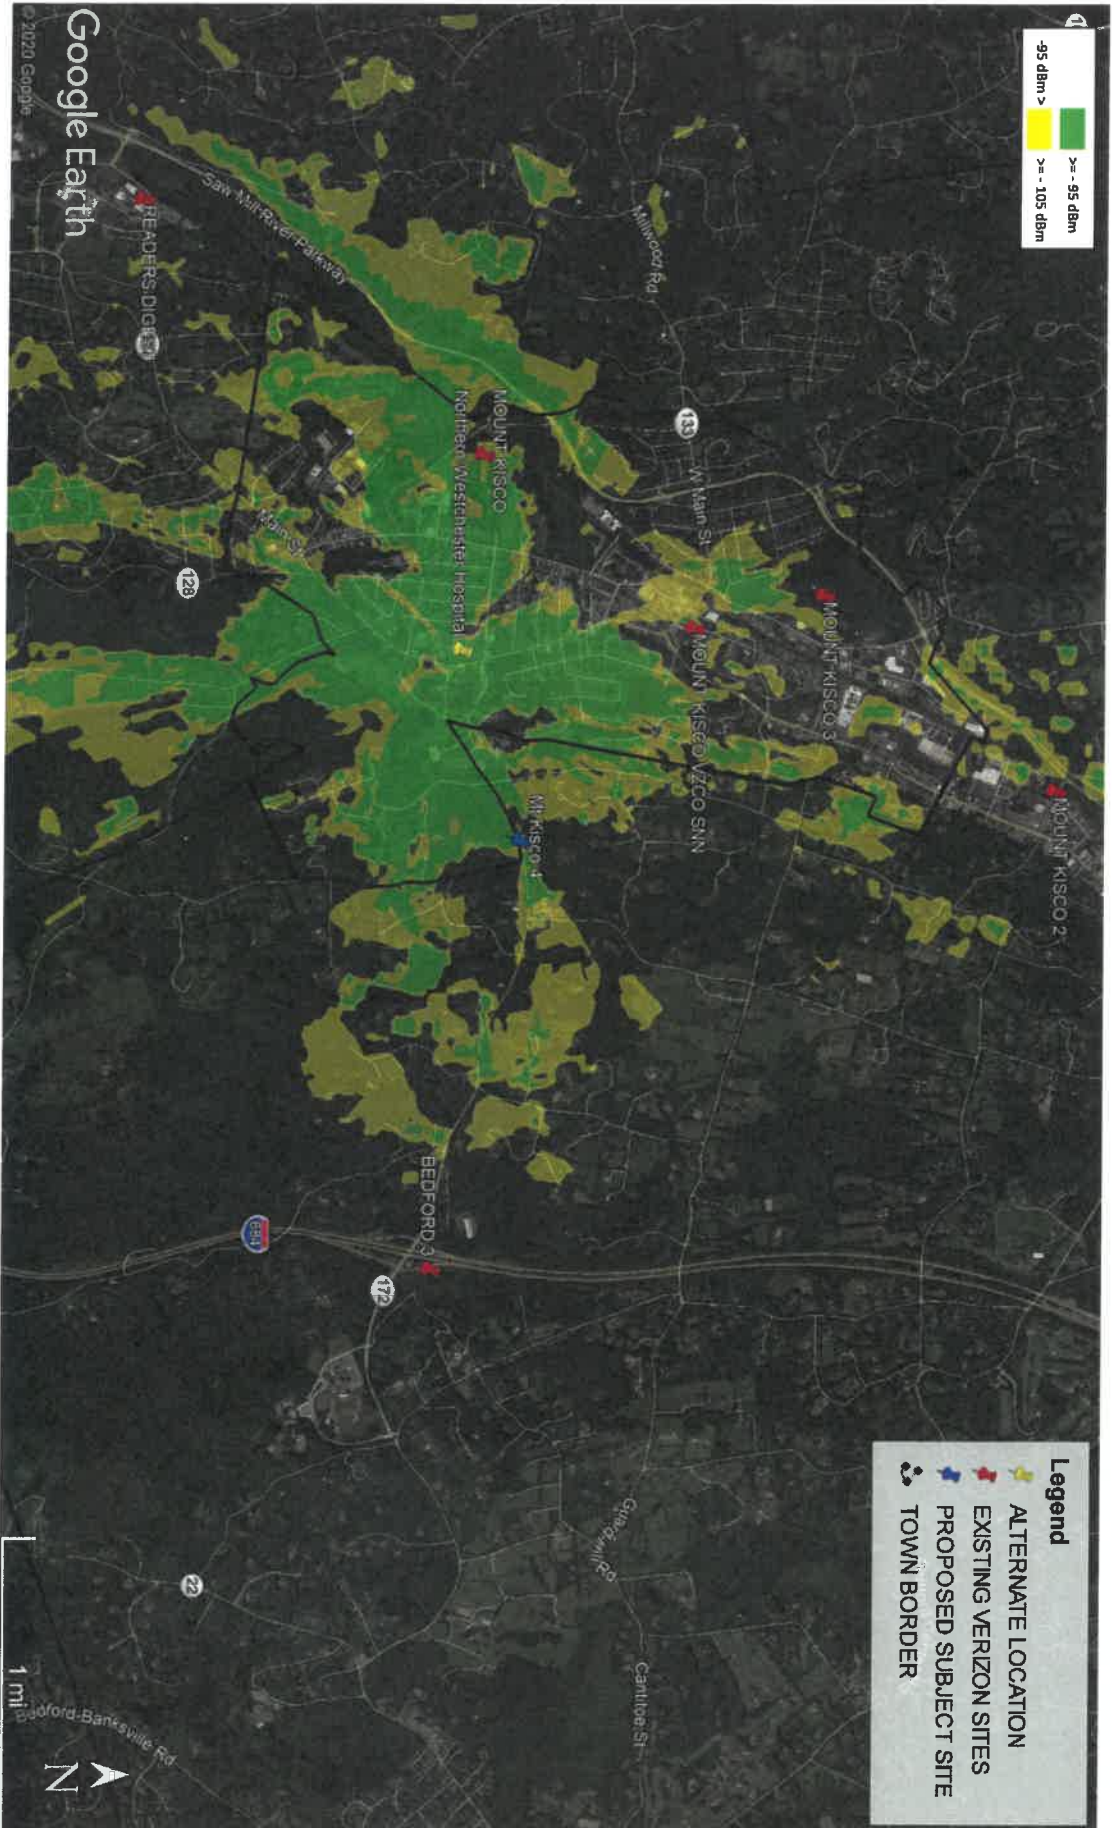 >= - 95 dBm
-95 dBm > >= - 105 dBm
Legend
ALTERNATE LOCATION
EXISTING VERIZON SITES
PROPOSED SUBJECT SITE
TOWN BORDER
MOUNT KISCO 2
MOUNT KISCO 3
MOUNT KISCO VZCO SNN
133
W Main St
Millwood Rd
MOUNT KISCO
Northern Westchester Hospital
Mt Kisco 4
Saw Mill River Parkway
Main St
128
BEDFORD 3
684
172
22
Guard Hill Rd
Cantitoe St
Bedford-Banksville Rd
Google Earth
© 2020 Google
1 mi
N